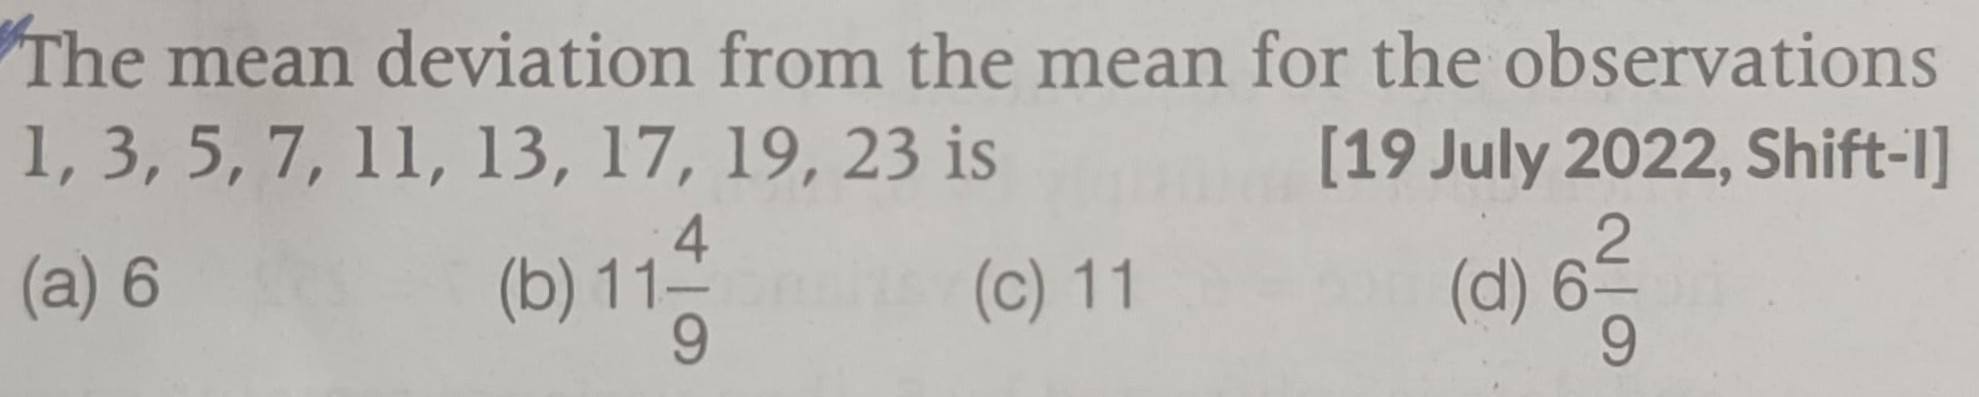 The mean deviation from the mean for the observations
1, 3, 5, 7, 11, 13, 17, 19, 23 is [19 July 2022, Shift-I]
(a) 6 (b) 11 4/9 (c) 11 (d) 6 2/9